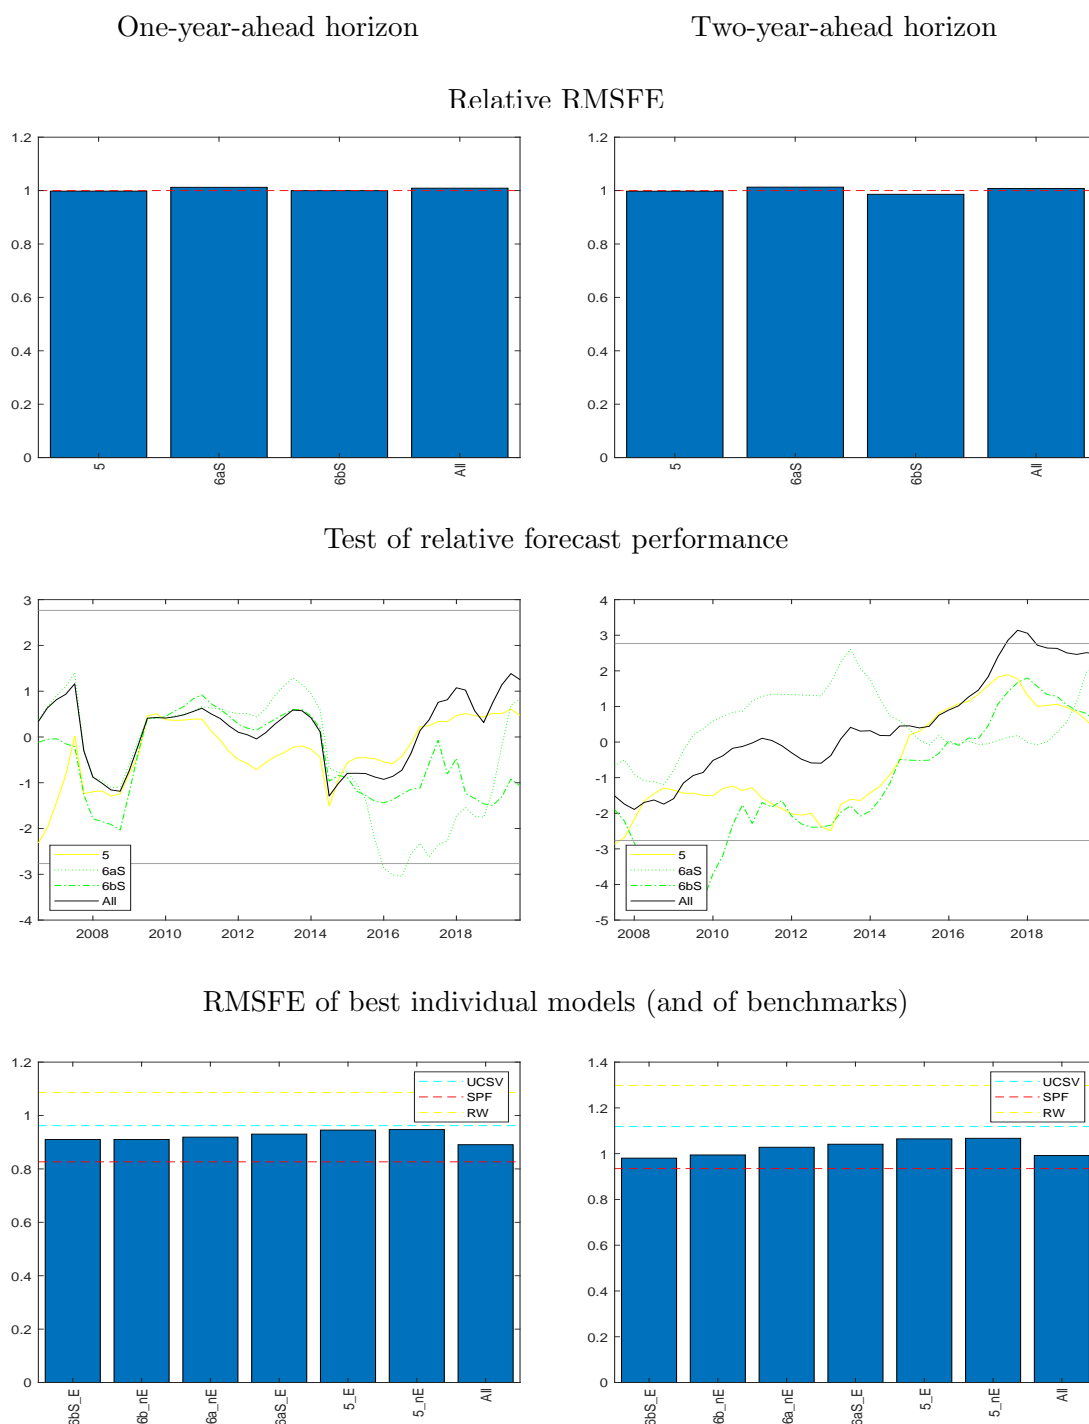 One-year-ahead horizon
Two-year-ahead horizon
Relative RMSFE
1.2
1
0.8
0.6
0.4
0.2
0
5
6aS
6bS
All
1.2
1
0.8
0.6
0.4
0.2
0
5
6aS
6bS
All
Test of relative forecast performance
3
2
1
0
-1
-2
-3
-4
5
6aS
6bS
All
2008
2010
2012
2014
2016
2018
4
3
2
1
0
-1
-2
-3
-4
-5
5
6aS
6bS
All
2008
2010
2012
2014
2016
2018
RMSFE of best individual models (and of benchmarks)
1.2
1
0.8
0.6
0.4
0.2
0
UCSV
SPF
RW
6bS_E
6b_nE
6a_nE
6aS_E
5_E
5_nE
All
1.4
1.2
1
0.8
0.6
0.4
0.2
0
UCSV
SPF
RW
6bS_E
6b_nE
6a_nE
6aS_E
5_E
5_nE
All